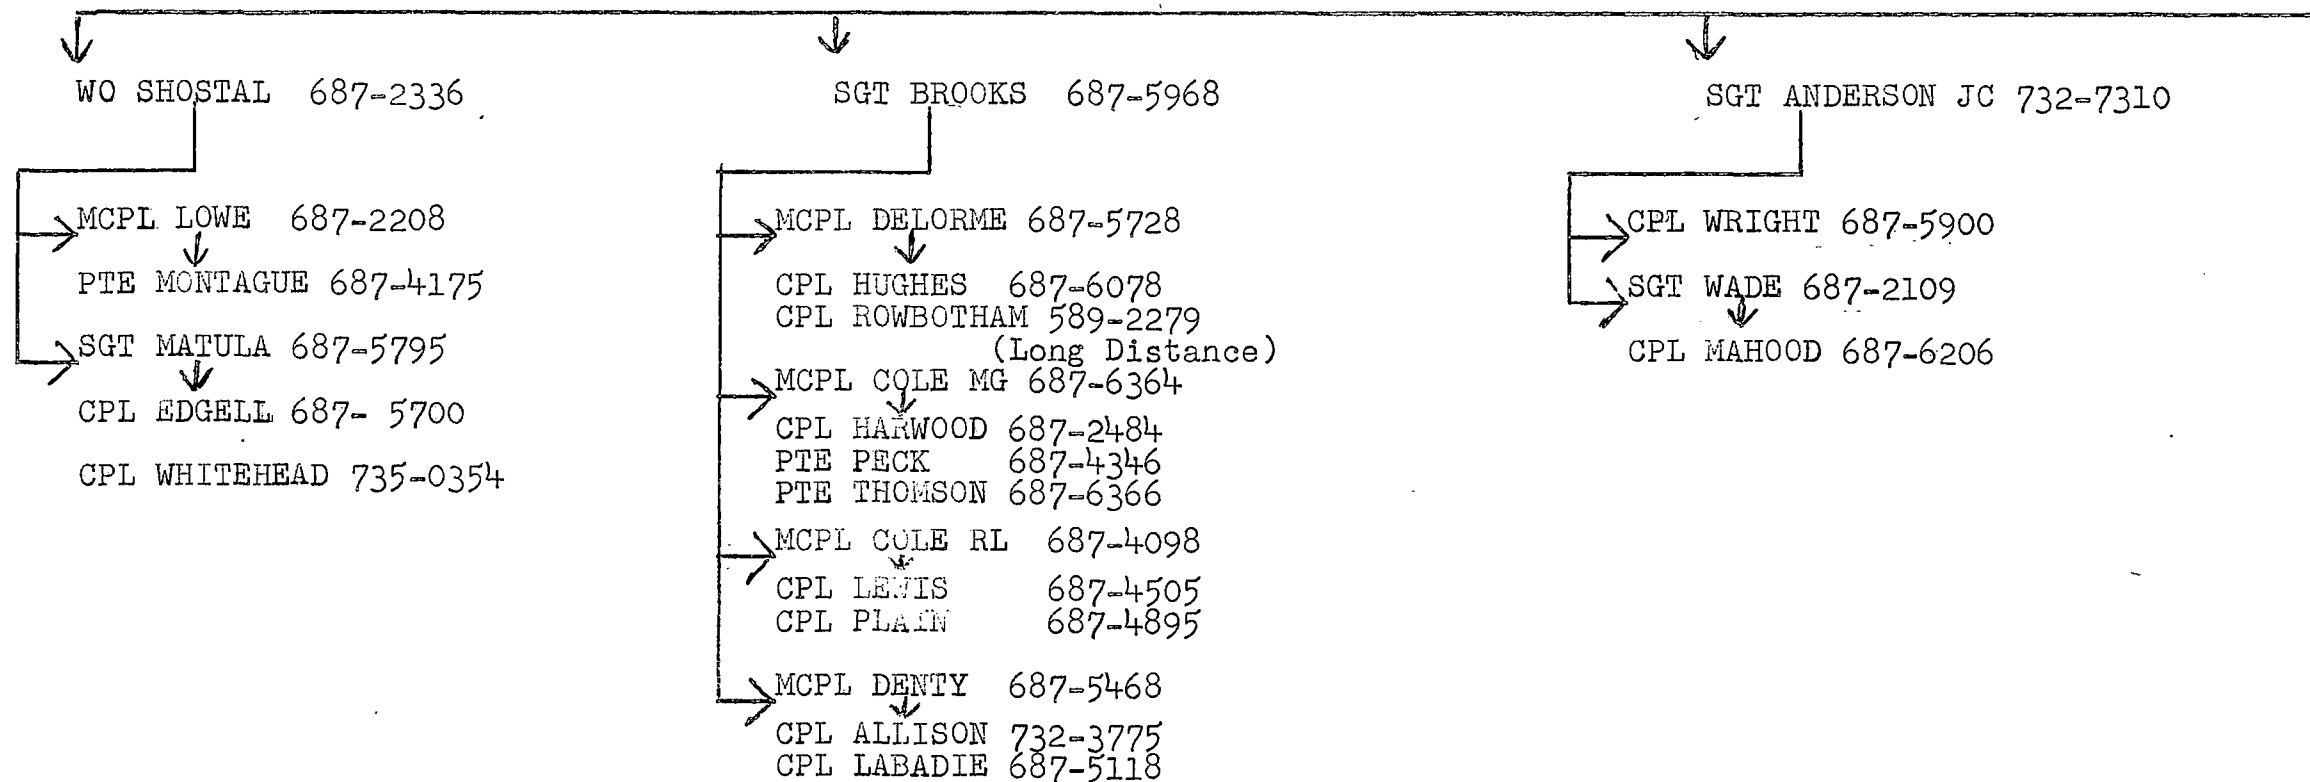 WO SHOSTAL 687-2336
MCPL LOWE 687-2208
PTE MONTAGUE 687-4175
SGT MATULA 687-5795
CPL EDGELL 687- 5700
CPL WHITEHEAD 735-0354
SGT BROOKS 687-5968
MCPL DELORME 687-5728
CPL HUGHES 687-6078
CPL ROWBOTHAM 589-2279
(Long Distance)
MCPL COLE MG 687-6364
CPL HARWOOD 687-2484
PTE PECK 687-4346
PTE THOMSON 687-6366
MCPL COLE RL 687-4098
CPL LEWIS 687-4505
CPL PLAIN 687-4895
MCPL DENTY 687-5468
CPL ALLISON 732-3775
CPL LABADIE 687-5118
SGT ANDERSON JC 732-7310
CPL WRIGHT 687-5900
SGT WADE 687-2109
CPL MAHOOD 687-6206